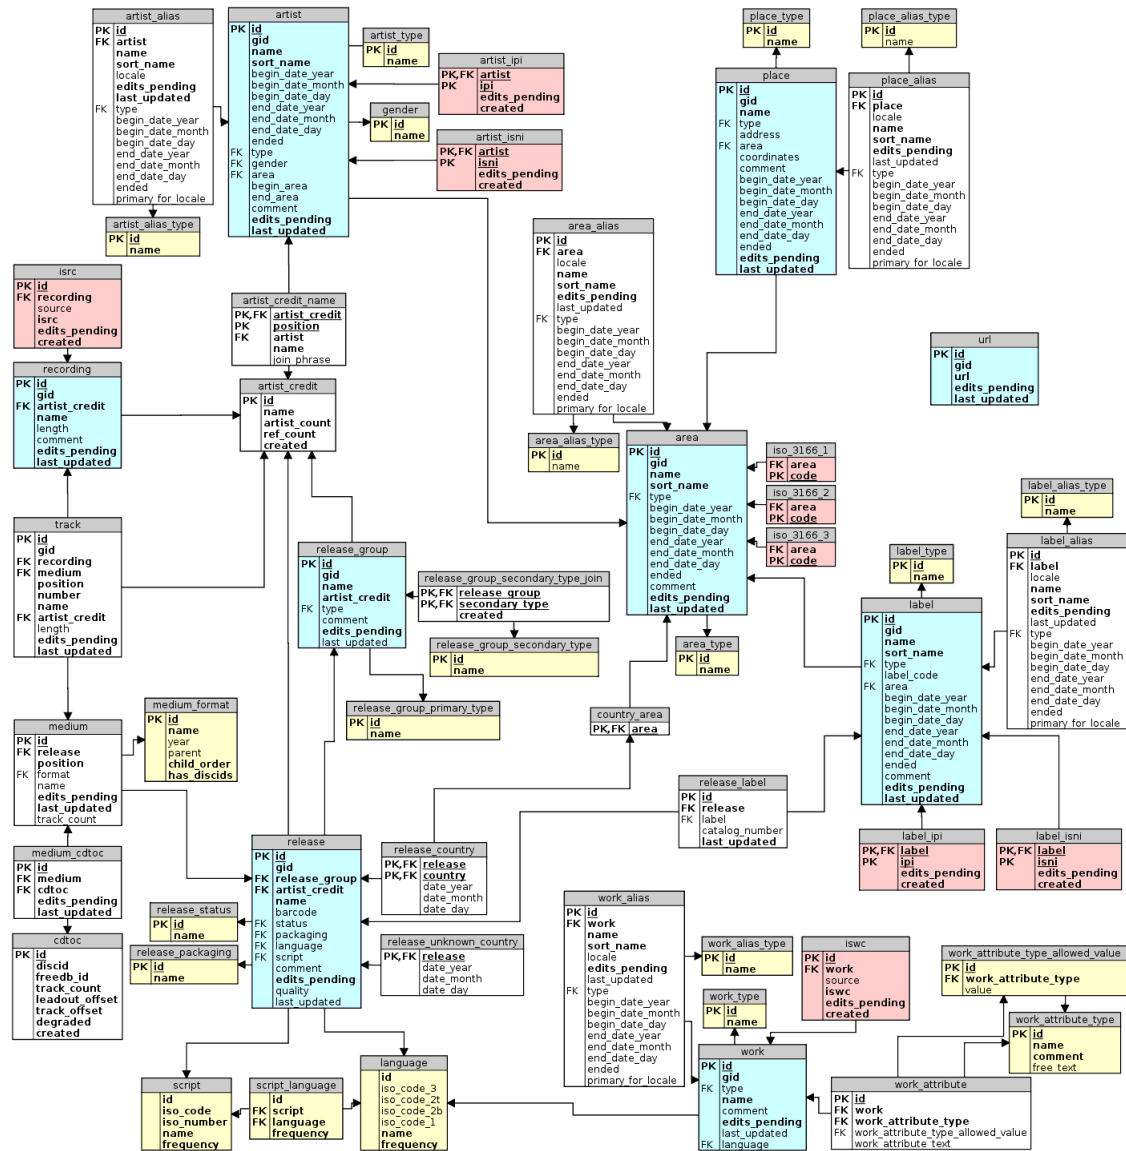 artist_alias
PK id
FK artist
name
sort_name
locale
edits_pending
last_updated
FK type
begin_date_year
begin_date_month
begin_date_day
end_date_year
end_date_month
end_date_day
ended
primary_for_locale
artist
PK id
gid
name
sort_name
begin_date_year
begin_date_month
begin_date_day
end_date_year
end_date_month
end_date_day
ended
FK type
FK gender
FK area
begin_area
end_area
comment
edits_pending
last_updated
artist_type
PK id
name
artist_ipi
PK,FK artist
PK ipi
edits_pending
created
gender
PK id
name
artist_isni
PK,FK artist
PK isni
edits_pending
created
place_type
PK id
name
place_alias_type
PK id
name
place
PK id
gid
name
FK type
address
FK area
coordinates
comment
begin_date_year
begin_date_month
begin_date_day
end_date_year
end_date_month
end_date_day
ended
edits_pending
last_updated
place_alias
PK id
FK place
locale
name
sort_name
edits_pending
last_updated
FK type
begin_date_year
begin_date_month
begin_date_day
end_date_year
end_date_month
end_date_day
ended
primary_for_locale
artist_alias_type
PK id
name
area_alias
PK id
FK area
locale
name
sort_name
edits_pending
last_updated
FK type
begin_date_year
begin_date_month
begin_date_day
end_date_year
end_date_month
end_date_day
ended
primary_for_locale
isrc
PK id
FK recording
source
isrc
edits_pending
created
artist_credit_name
PK,FK artist_credit
PK position
FK artist
name
join_phrase
url
PK id
gid
url
edits_pending
last_updated
recording
PK id
gid
FK artist_credit
name
length
comment
edits_pending
last_updated
artist_credit
PK id
name
artist_count
ref_count
created
area_alias_type
PK id
name
area
PK id
gid
name
sort_name
FK type
begin_date_year
begin_date_month
begin_date_day
end_date_year
end_date_month
end_date_day
ended
comment
edits_pending
last_updated
iso_3166_1
FK area
PK code
iso_3166_2
FK area
PK code
iso_3166_3
FK area
PK code
label_alias_type
PK id
name
track
PK id
gid
FK recording
FK medium
position
number
name
FK artist_credit
length
edits_pending
last_updated
release_group
PK id
gid
name
artist_credit
FK type
comment
edits_pending
last_updated
release_group_secondary_type_join
PK,FK release_group
PK,FK secondary_type
created
release_group_secondary_type
PK id
name
area_type
PK id
name
label_type
PK id
name
label_alias
PK id
FK label
locale
name
sort_name
edits_pending
last_updated
FK type
begin_date_year
begin_date_month
begin_date_day
end_date_year
end_date_month
end_date_day
ended
primary_for_locale
label
PK id
gid
name
sort_name
FK type
label_code
FK area
begin_date_year
begin_date_month
begin_date_day
end_date_year
end_date_month
end_date_day
ended
comment
edits_pending
last_updated
release_group_primary_type
PK id
name
country_area
PK,FK area
medium
PK id
FK release
position
FK format
name
edits_pending
last_updated
track_count
medium_format
PK id
name
year
parent
child_order
has_discids
release_label
PK id
FK release
FK label
catalog_number
last_updated
label_ipi
PK,FK label
PK ipi
edits_pending
created
label_isni
PK,FK label
PK isni
edits_pending
created
medium_cdtoc
PK id
FK medium
FK cdtoc
edits_pending
last_updated
release
PK id
gid
FK release_group
FK artist_credit
name
barcode
FK status
FK packaging
FK language
FK script
comment
edits_pending
quality
last_updated
release_country
PK,FK release
PK,FK country
date_year
date_month
date_day
release_status
PK id
name
release_packaging
PK id
name
release_unknown_country
PK,FK release
date_year
date_month
date_day
cdtoc
PK id
discid
freedb_id
track_count
leadout_offset
track_offset
degraded
created
work_alias
PK id
FK work
name
sort_name
locale
edits_pending
last_updated
FK type
begin_date_year
begin_date_month
begin_date_day
end_date_year
end_date_month
end_date_day
ended
primary_for_locale
work_alias_type
PK id
name
iswc
PK id
FK work
source
iswc
edits_pending
created
work_attribute_type_allowed_value
PK id
FK work_attribute_type
value
work_type
PK id
name
work_attribute_type
PK id
name
comment
free_text
script
id
iso_code
iso_number
name
frequency
script_language
id
FK script
FK language
frequency
language
id
iso_code_3
iso_code_2t
iso_code_2b
iso_code_1
name
frequency
work
PK id
gid
FK type
name
comment
edits_pending
last_updated
FK language
work_attribute
PK id
FK work
FK work_attribute_type
FK work_attribute_type_allowed_value
work_attribute_text